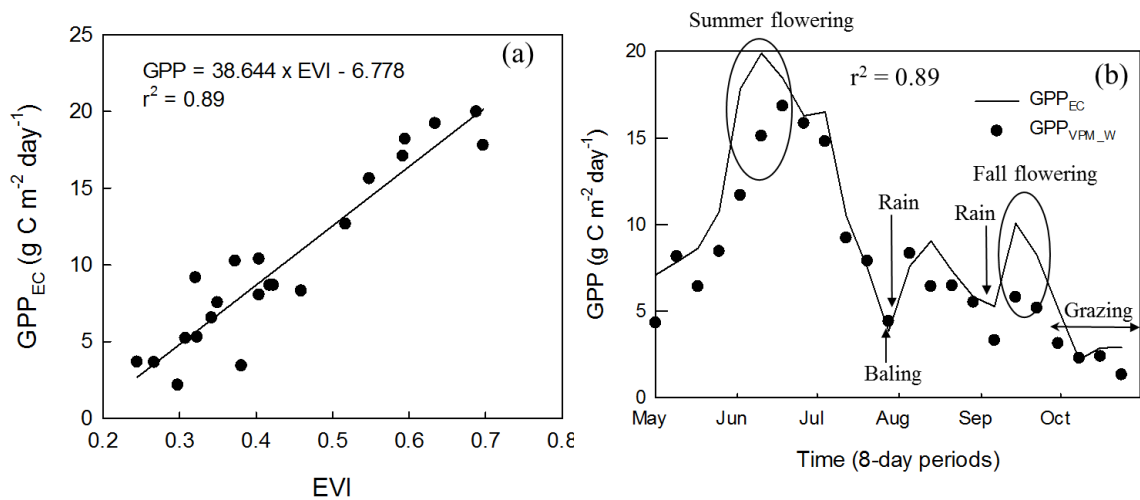 (a)
GPP = 38.644 x EVI - 6.778
r² = 0.89
GPP_EC (g C m⁻² day⁻¹)
25
20
15
10
5
0
0.2 0.3 0.4 0.5 0.6 0.7 0.8
EVI
Summer flowering
(b)
r² = 0.89
GPP_EC
GPP_VPM_W
Fall flowering
Rain
Rain
Grazing
Baling
GPP (g C m⁻² day⁻¹)
20
15
10
5
0
May Jun Jul Aug Sep Oct
Time (8-day periods)